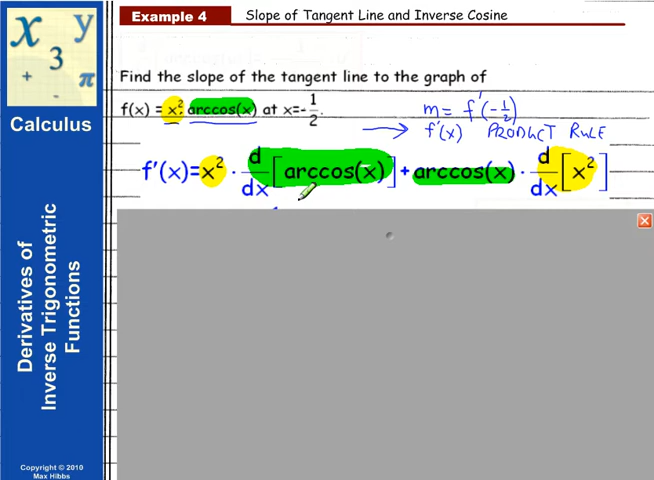 Example 4
Slope of Tangent Line and Inverse Cosine
x y
3
+ π
Calculus
Derivatives of
Inverse Trigonometric
Functions
Copyright © 2010
Max Hibbs
Find the slope of the tangent line to the graph of
f(x) = x²· arccos(x) at x=-1/2.
m = f'(-1/2)
→ f'(x) PRODUCT RULE
f'(x)=x² · d/dx[arccos(x)]+arccos(x) · d/dx[x²]